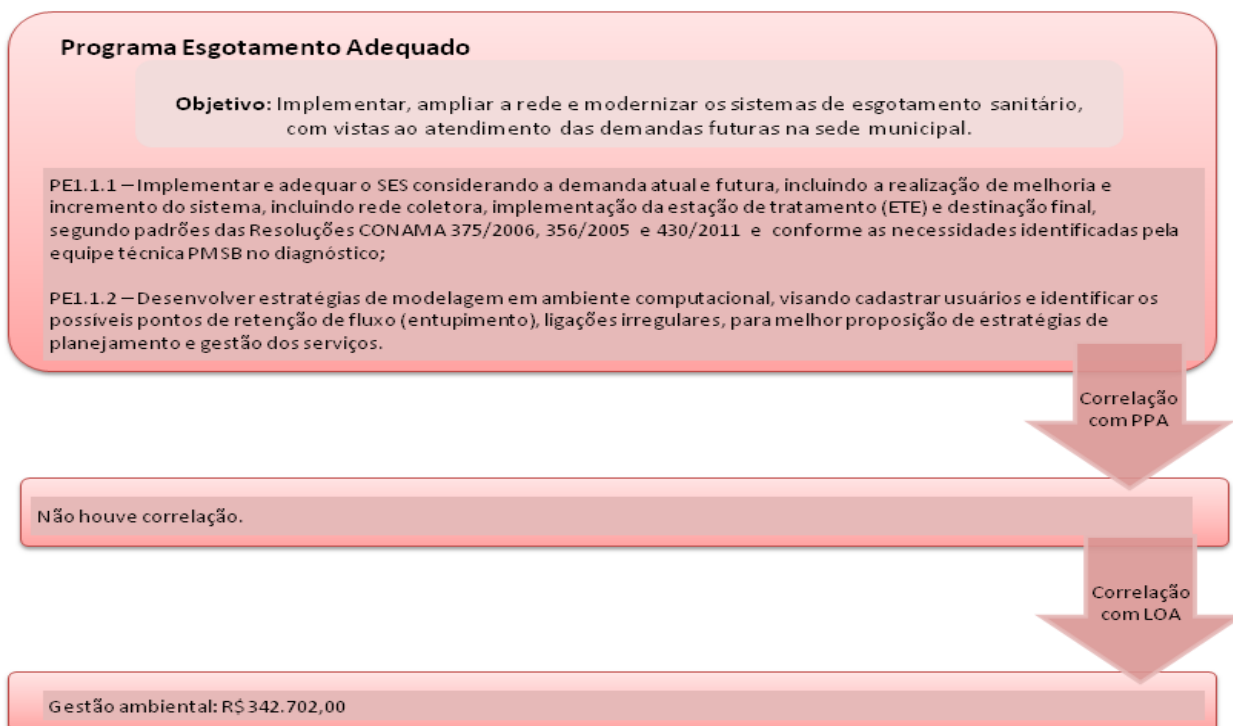 Programa Esgotamento Adequado
Objetivo: Implementar, ampliar a rede e modernizar os sistemas de esgotamento sanitário,
com vistas ao atendimento das demandas futuras na sede municipal.
PE1.1.1 – Implementar e adequar o SES considerando a demanda atual e futura, incluindo a realização de melhoria e
incremento do sistema, incluindo rede coletora, implementação da estação de tratamento (ETE) e destinação final,
segundo padrões das Resoluções CONAMA 375/2006, 356/2005 e 430/2011 e conforme as necessidades identificadas pela
equipe técnica PMSB no diagnóstico;
PE1.1.2 – Desenvolver estratégias de modelagem em ambiente computacional, visando cadastrar usuários e identificar os
possíveis pontos de retenção de fluxo (entupimento), ligações irregulares, para melhor proposição de estratégias de
planejamento e gestão dos serviços.
Correlação
com PPA
Não houve correlação.
Correlação
com LOA
Gestão ambiental: R$ 342.702,00